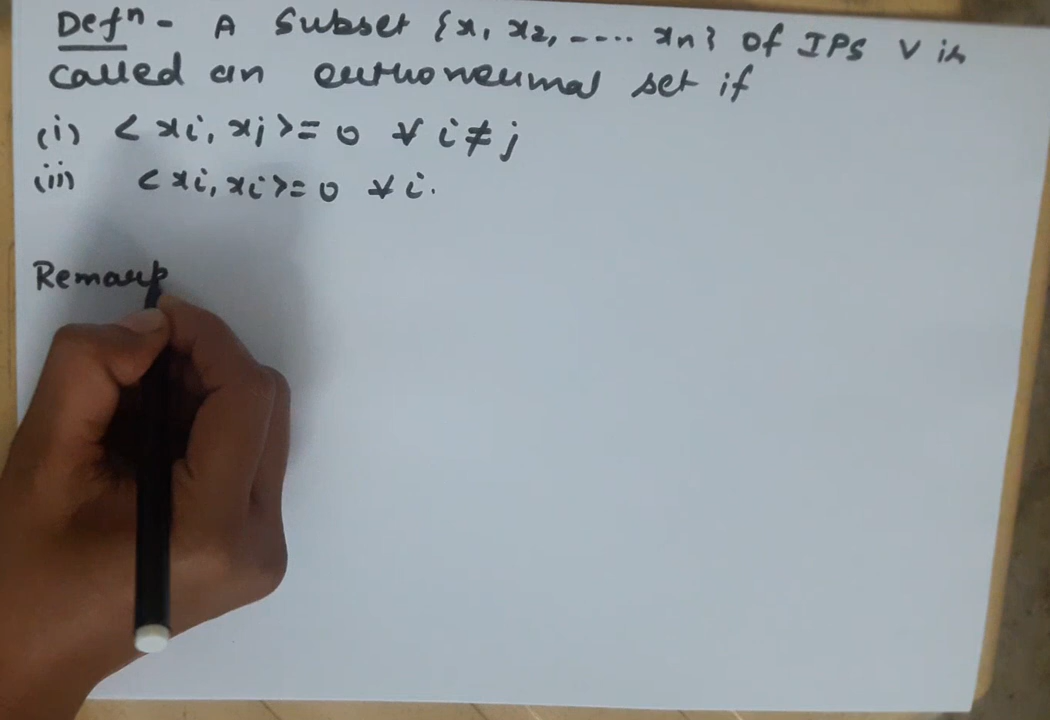 Defⁿ - A Subset {x₁, x₂, ---.. xₙ} of IPS V is
called an orthonormal set if
(i) < xi, xj >= 0 ∀ i ≠ j
(ii) < xi, xi >= 0 ∀ i.
Remark